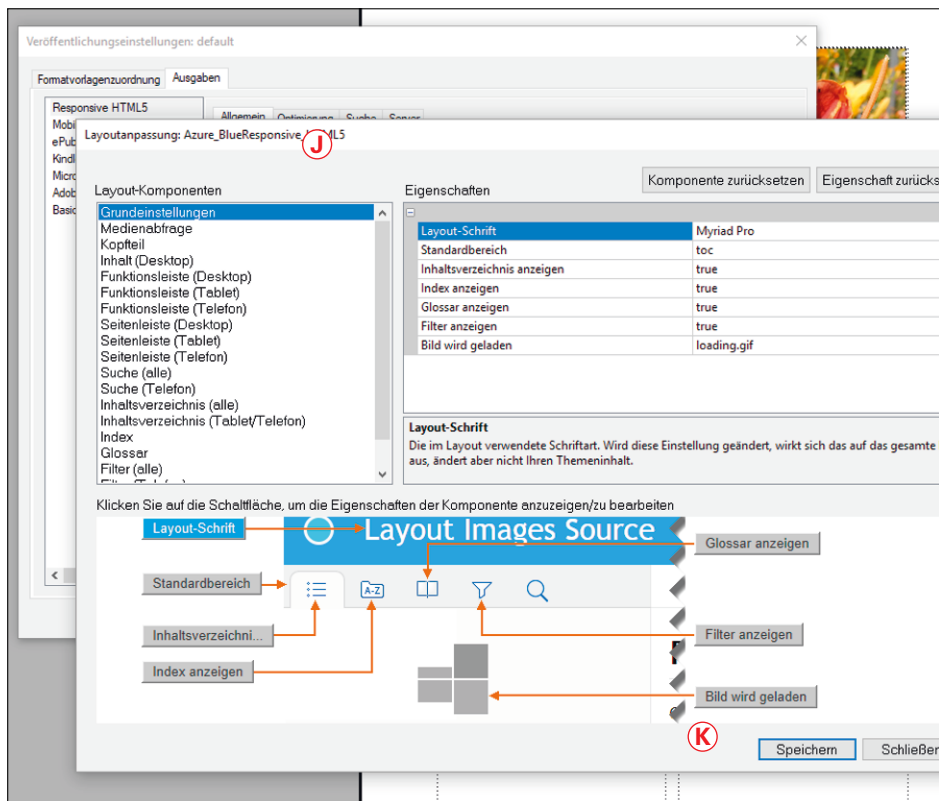 Veröffentlichungseinstellungen: default
Formatvorlagenzuordnung
Ausgaben
Responsive HTML5
Allgemein
Optimierung
Suche
Server
Layoutanpassung: Azure_BlueResponsive_HTML5
J
Komponente zurücksetzen
Layout-Komponenten
Eigenschaften
Eigenschaft zurücks
Grundeinstellungen
Medienabfrage
Kopfteil
Inhalt (Desktop)
Funktionsleiste (Desktop)
Funktionsleiste (Tablet)
Funktionsleiste (Telefon)
Seitenleiste (Desktop)
Seitenleiste (Tablet)
Seitenleiste (Telefon)
Suche (alle)
Suche (Telefon)
Inhaltsverzeichnis (alle)
Inhaltsverzeichnis (Tablet/Telefon)
Index
Glossar
Filter (alle)
Layout-Schrift Myriad Pro
Standardbereich toc
Inhaltsverzeichnis anzeigen true
Index anzeigen true
Glossar anzeigen true
Filter anzeigen true
Bild wird geladen loading.gif
Layout-Schrift
Die im Layout verwendete Schriftart. Wird diese Einstellung geändert, wirkt sich das auf das gesamte
aus, ändert aber nicht Ihren Themeninhalt.
Klicken Sie auf die Schaltfläche, um die Eigenschaften der Komponente anzuzeigen/zu bearbeiten
Layout-Schrift
Layout Images Source
Glossar anzeigen
Standardbereich
A-Z
Inhaltsverzeichni...
Filter anzeigen
Index anzeigen
Bild wird geladen
K
Speichern
Schließen